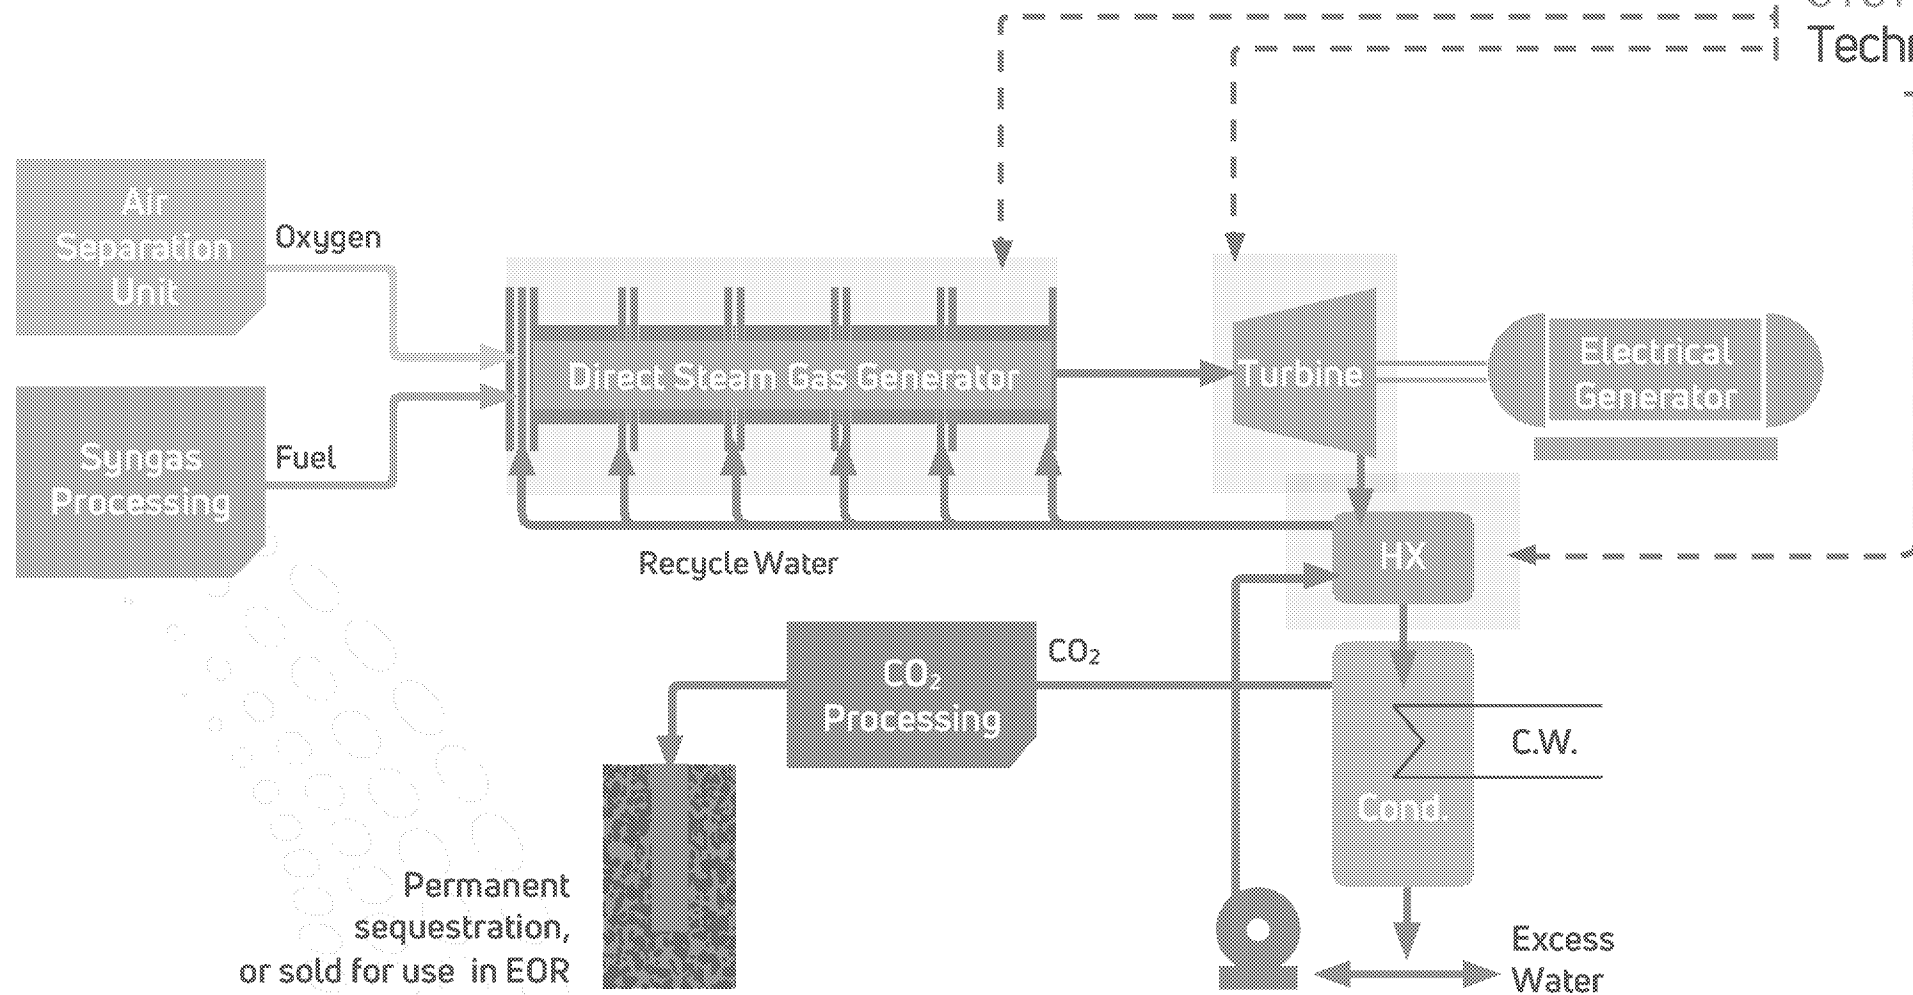 Air
Separation
Unit
Oxygen
Direct Steam Gas Generator
Turbine
Electrical
Generator
Syngas
Processing
Fuel
Recycle Water
HX
CO₂
CO₂
Processing
C.W.
Cond.
Permanent
sequestration,
or sold for use in EOR
Excess
Water